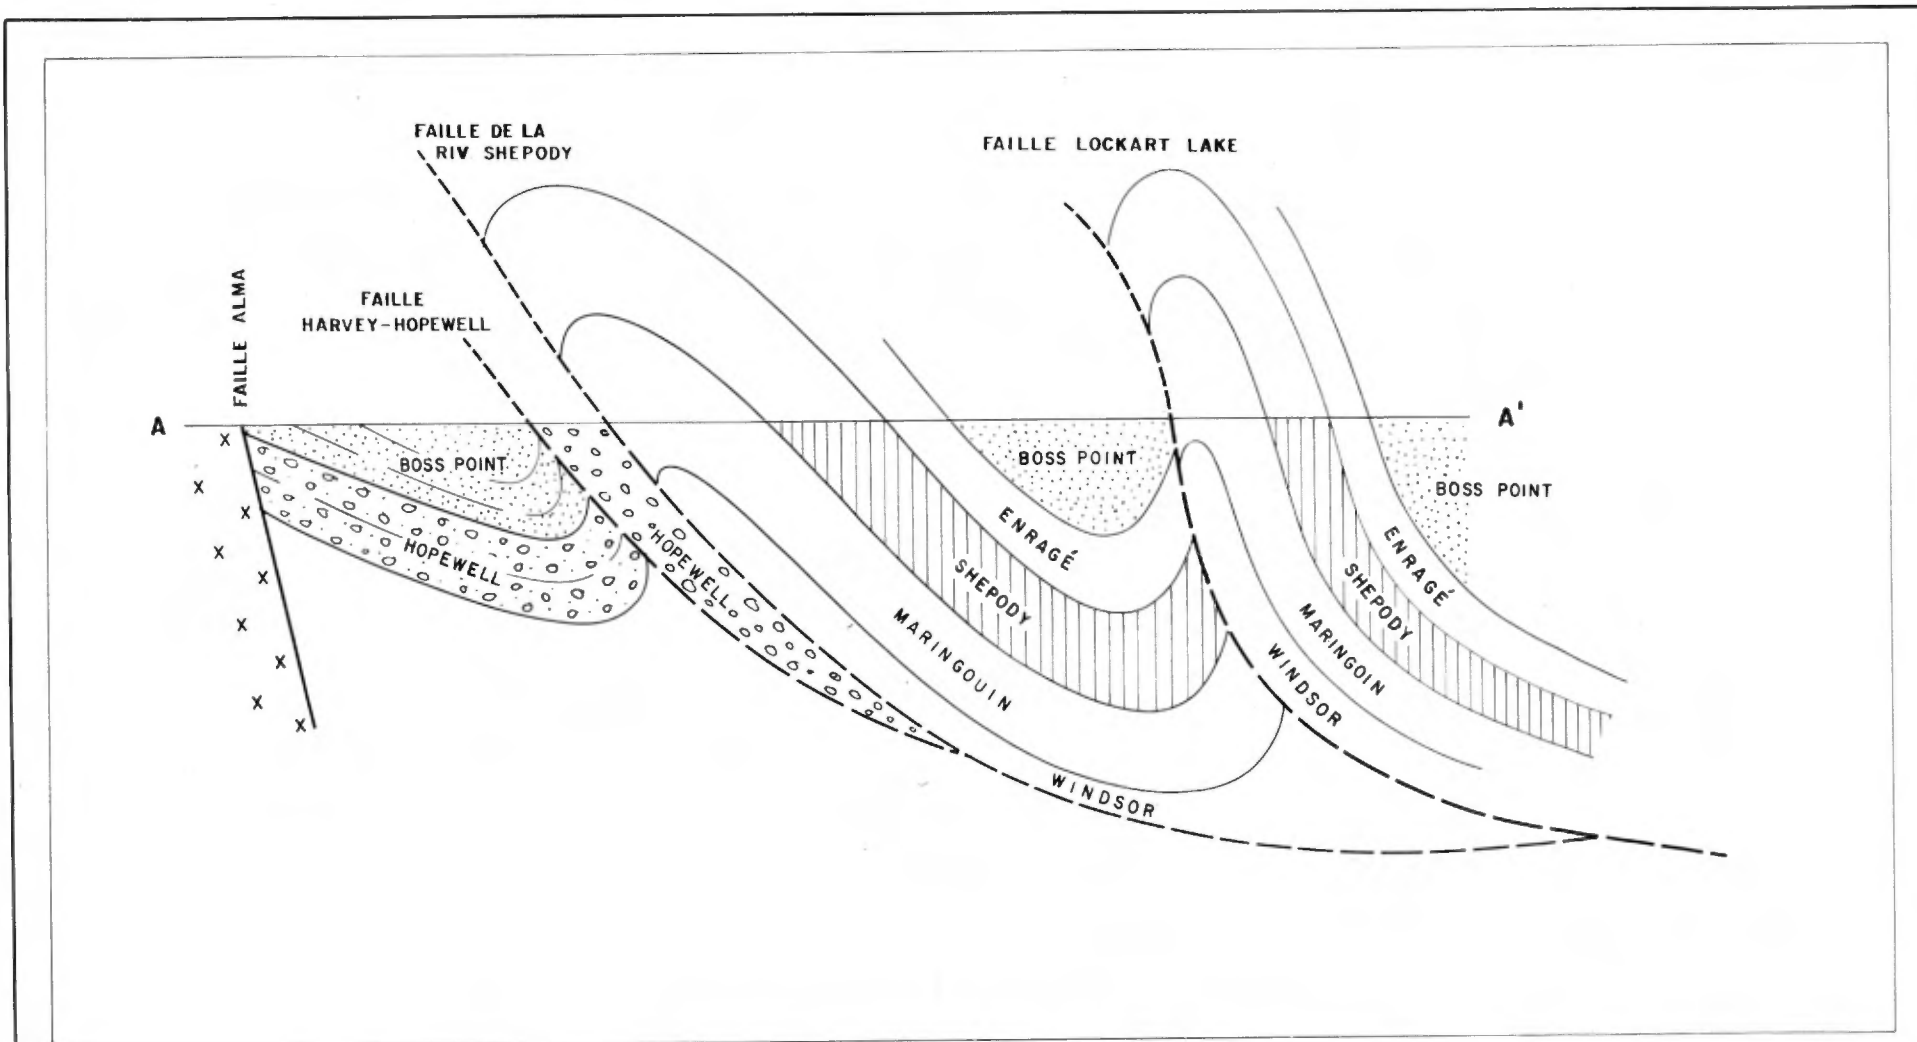 FAILLE DE LA
RIV SHEPODY
FAILLE LOCKART LAKE
FAILLE ALMA
FAILLE
HARVEY-HOPEWELL
A
A'
BOSS POINT
BOSS POINT
BOSS POINT
HOPEWELL
HOPEWELL
ENRAGÉ
SHEPODY
MARINGOUIN
WINDSOR
ENRAGÉ
SHEPODY
MARINGOIN
WINDSOR